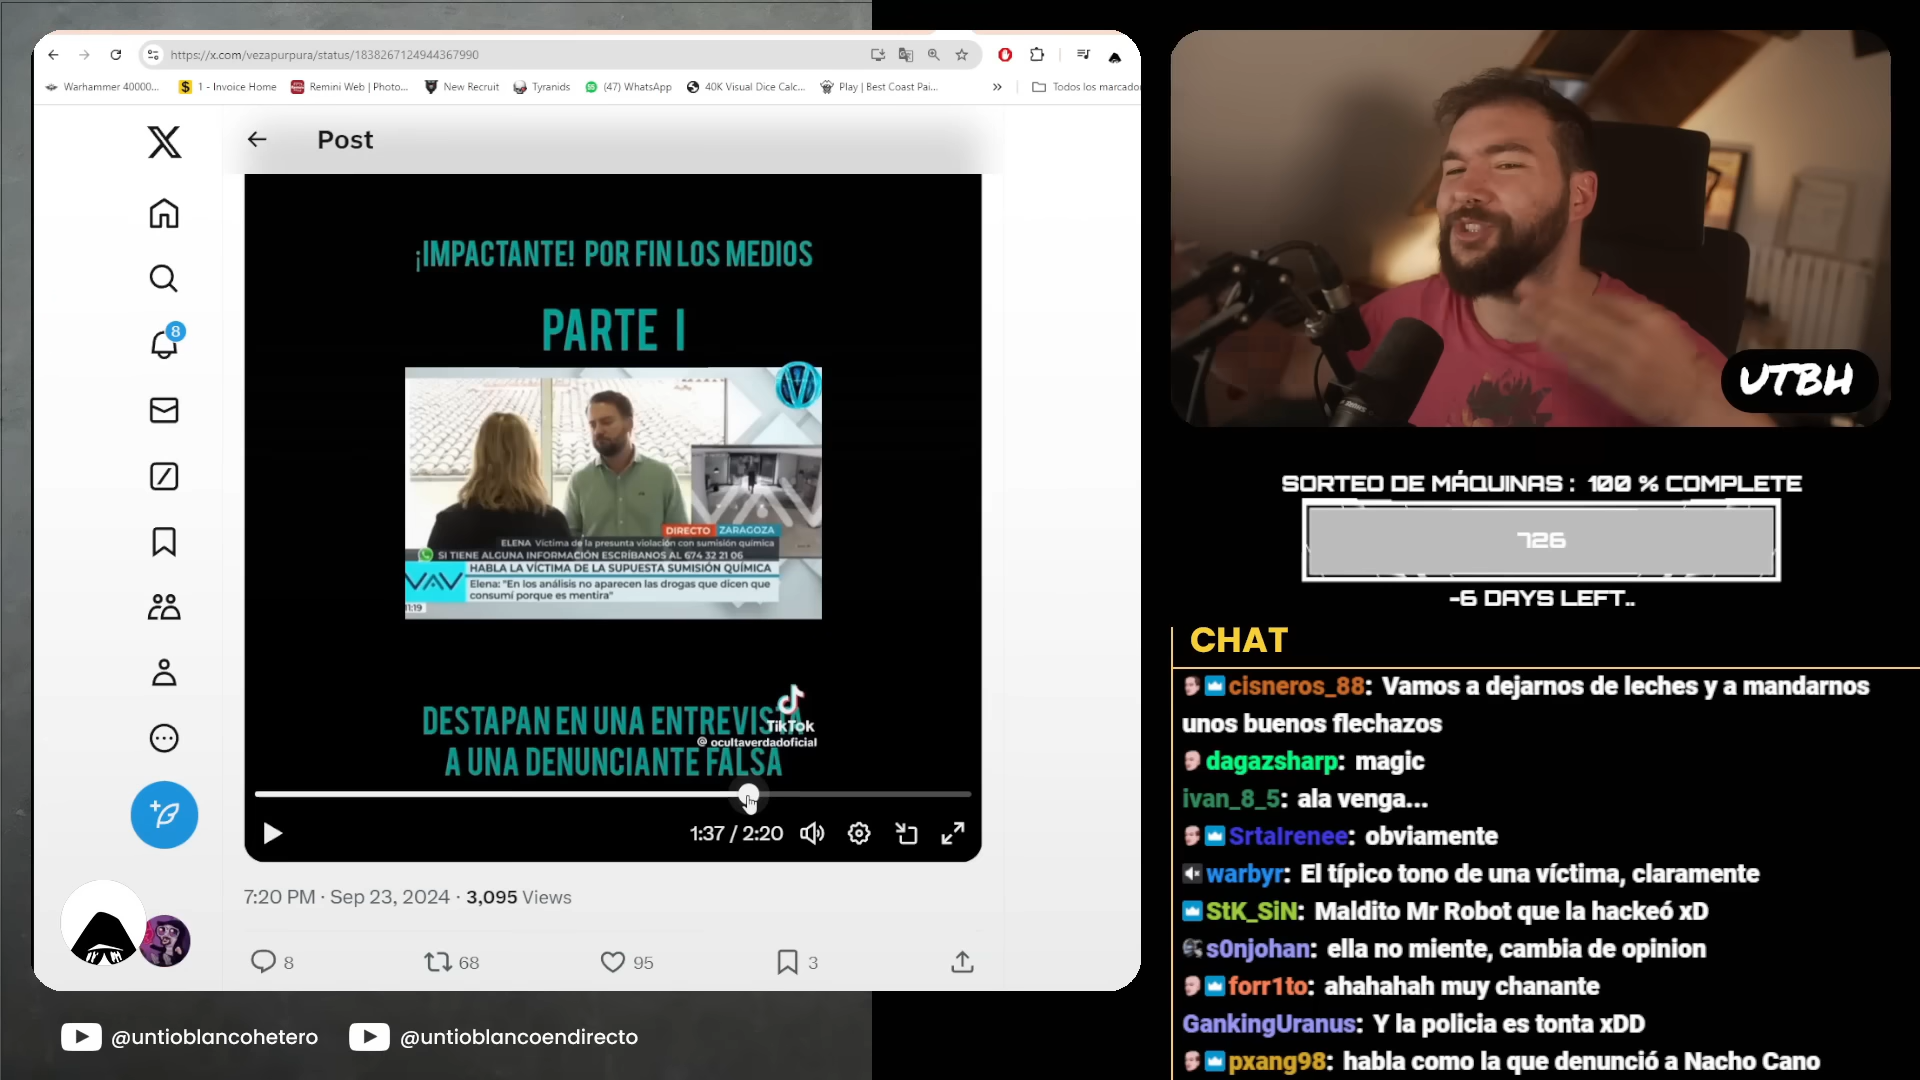 https://x.com/vezapurpura/status/1838267124944367990
Warhammer 40000...
1 - Invoice Home
Remini Web | Photo...
New Recruit
Tyranids
(47) WhatsApp
40K Visual Dice Calc...
Play | Best Coast Pai...
»
Todos los marcado
Post
8
¡IMPACTANTE! POR FIN LOS MEDIOS
PARTE I
DIRECTO ZARAGOZA
ELENA Víctima de la presunta violación con sumisión química
SI TIENE ALGUNA INFORMACIÓN ESCRÍBANOS AL 674 32 21 06
HABLA LA VÍCTIMA DE LA SUPUESTA SUMISIÓN QUÍMICA
VAV
Elena: "En los análisis no aparecen las drogas que dicen que
consumí porque es mentira"
11:19
DESTAPAN EN UNA ENTREVISTA
TikTok
@ ocultaverdadoficial
A UNA DENUNCIANTE FALSA
1:37 / 2:20
7:20 PM · Sep 23, 2024 · 3,095 Views
8
68
95
3
@untioblancohetero
@untioblancoendirecto
UTBH
SORTEO DE MÁQUINAS : 100 % COMPLETE
726
-6 DAYS LEFT..
CHAT
cisneros_88: Vamos a dejarnos de leches y a mandarnos
unos buenos flechazos
dagazsharp: magic
ivan_8_5: ala venga...
SrtaIrenee: obviamente
warbyr: El típico tono de una víctima, claramente
StK_SiN: Maldito Mr Robot que la hackeó xD
s0njohan: ella no miente, cambia de opinion
forr1to: ahahahah muy chanante
GankingUranus: Y la policia es tonta xDD
pxang98: habla como la que denunció a Nacho Cano